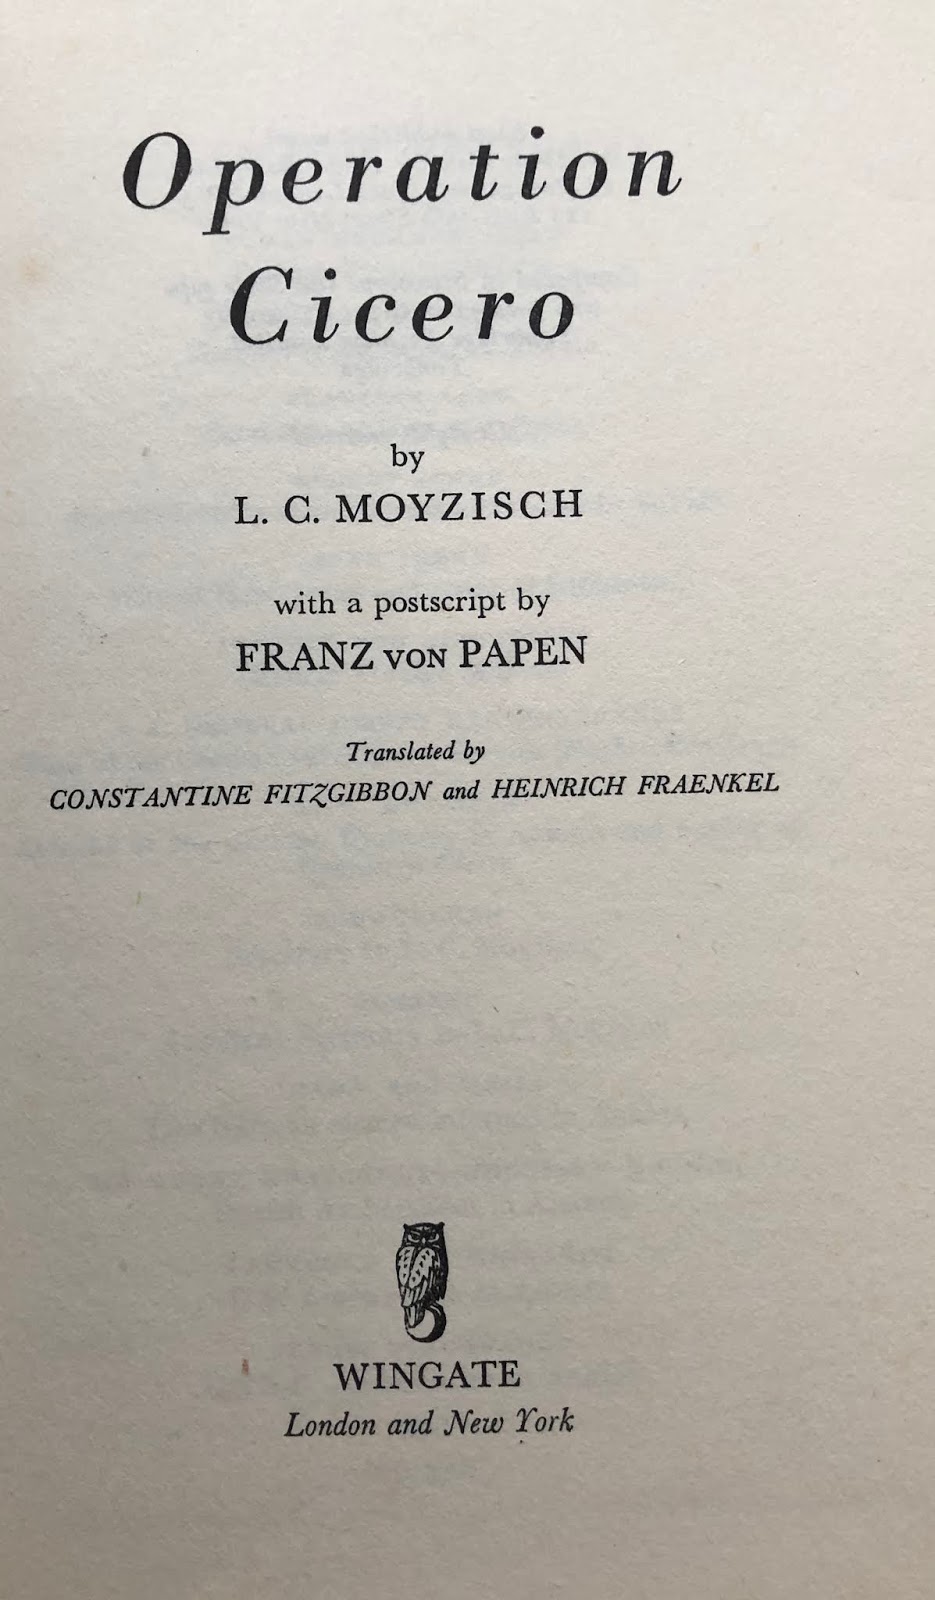 Operation
Cicero
by
L. C. MOYZISCH
with a postscript by
FRANZ VON PAPEN
Translated by
CONSTANTINE FITZGIBBON and HEINRICH FRAENKEL
WINGATE
London and New York